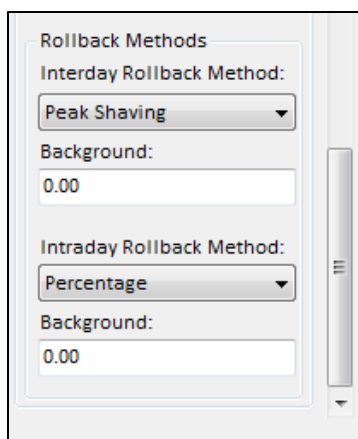 Rollback Methods
Interday Rollback Method:
Peak Shaving
Background:
0.00
Intraday Rollback Method:
Percentage
Background:
0.00